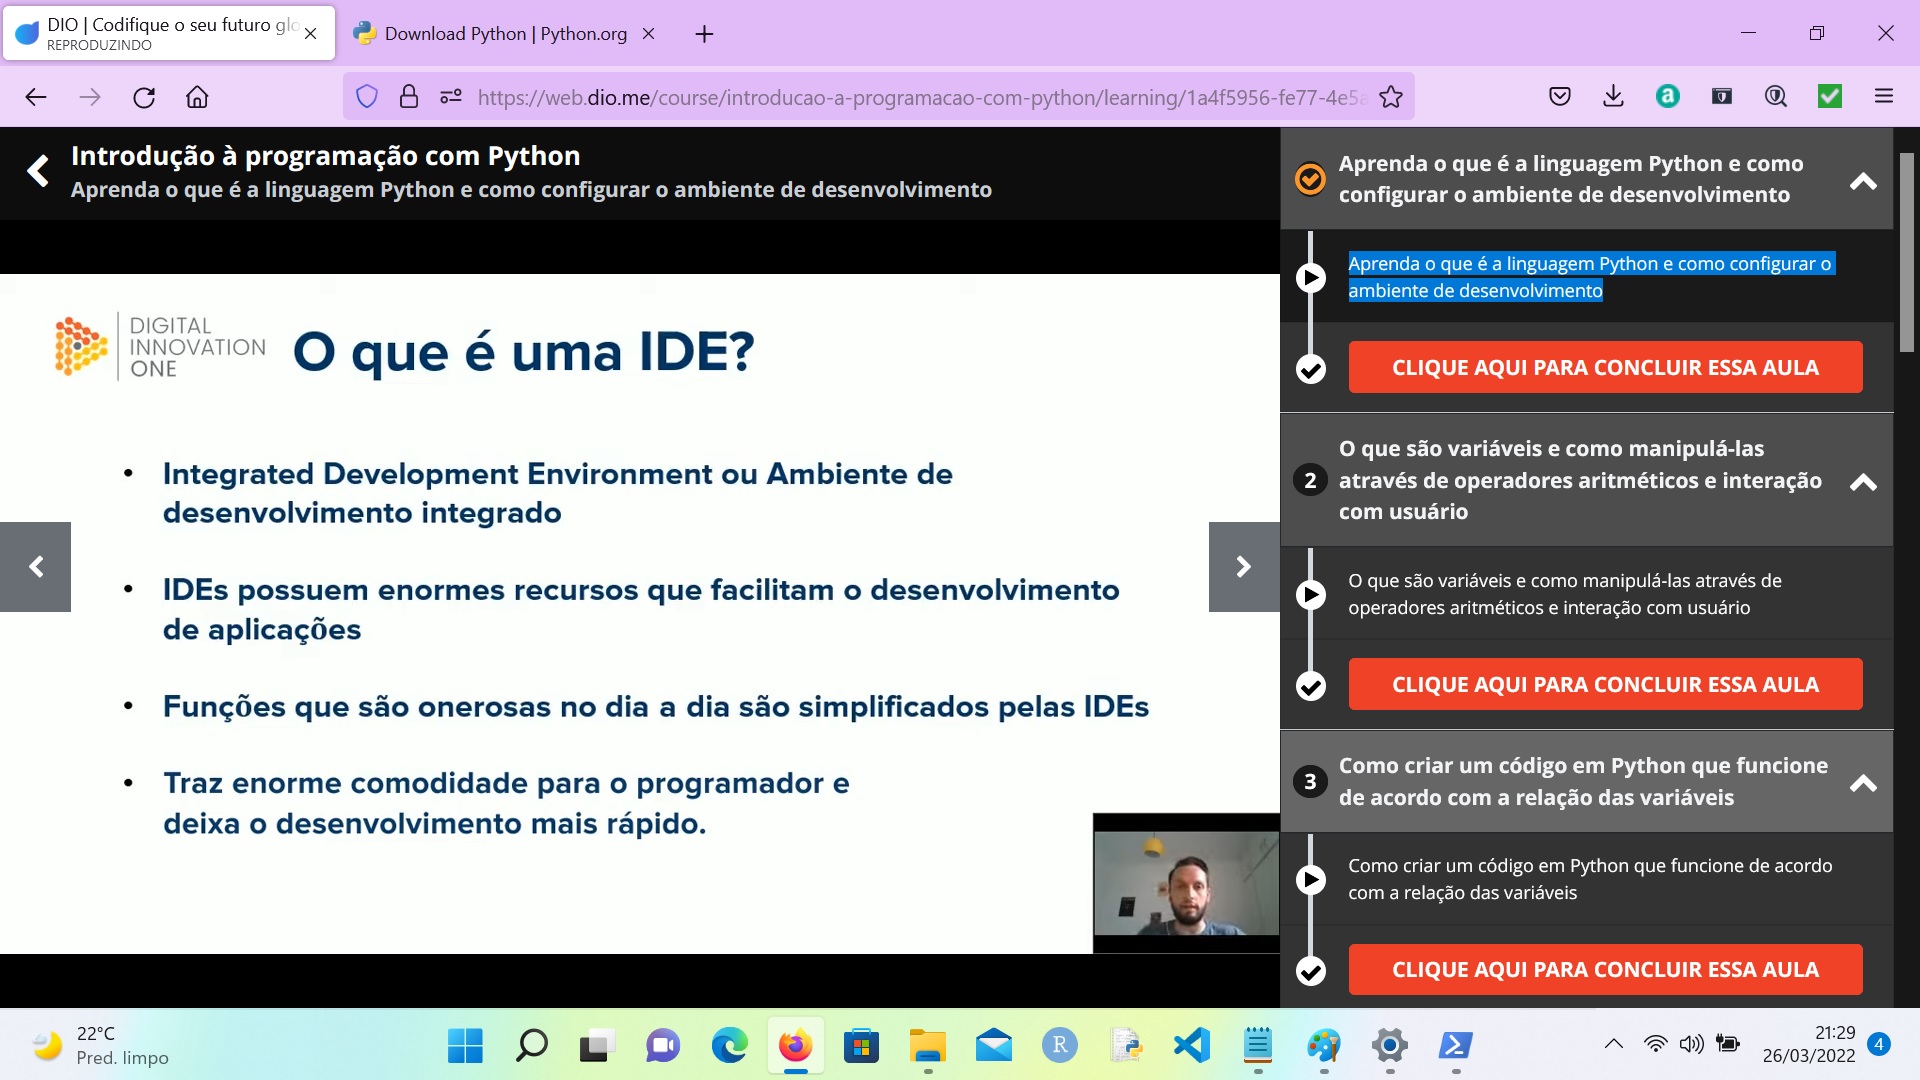 DIO | Codifique o seu futuro glo
REPRODUZINDO
Download Python | Python.org
https://web.dio.me/course/introducao-a-programacao-com-python/learning/1a4f5956-fe77-4e5a
Introdução à programação com Python
Aprenda o que é a linguagem Python e como configurar o ambiente de desenvolvimento
DIGITAL
INNOVATION
ONE
O que é uma IDE?
• Integrated Development Environment ou Ambiente de
desenvolvimento integrado
• IDEs possuem enormes recursos que facilitam o desenvolvimento
de aplicações
• Funções que são onerosas no dia a dia são simplificados pelas IDEs
• Traz enorme comodidade para o programador e
deixa o desenvolvimento mais rápido.
Aprenda o que é a linguagem Python e como
configurar o ambiente de desenvolvimento
Aprenda o que é a linguagem Python e como configurar o
ambiente de desenvolvimento
CLIQUE AQUI PARA CONCLUIR ESSA AULA
2
O que são variáveis e como manipulá-las
através de operadores aritméticos e interação
com usuário
O que são variáveis e como manipulá-las através de
operadores aritméticos e interação com usuário
CLIQUE AQUI PARA CONCLUIR ESSA AULA
3
Como criar um código em Python que funcione
de acordo com a relação das variáveis
Como criar um código em Python que funcione de acordo
com a relação das variáveis
CLIQUE AQUI PARA CONCLUIR ESSA AULA
22°C
Pred. limpo
R
21:29
26/03/2022
4